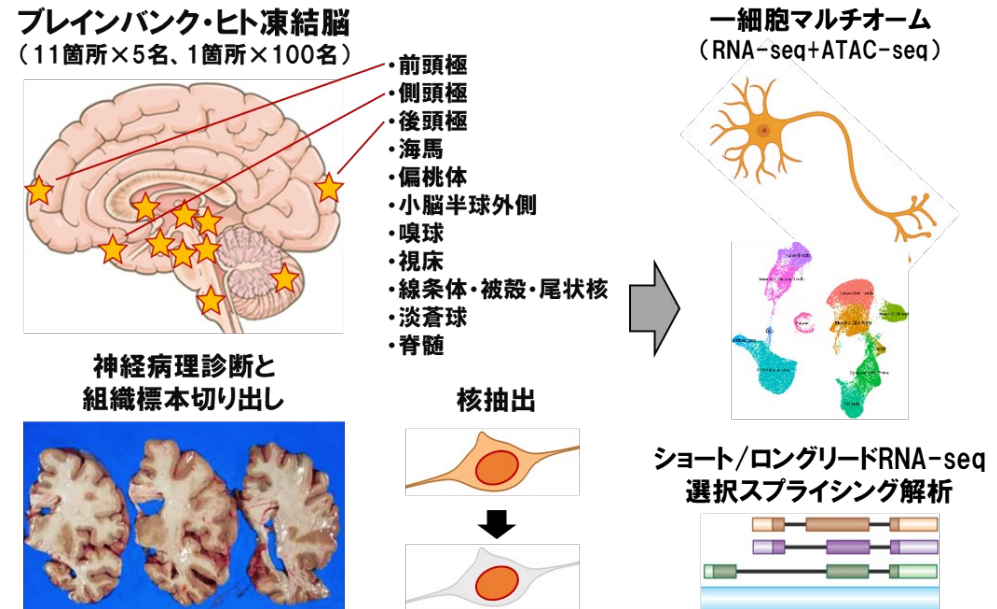 ブレインバンク・ヒト凍結脳
（11箇所×5名、1箇所×100名）
・前頭極
・側頭極
・後頭極
・海馬
・偏桃体
・小脳半球外側
・嗅球
・視床
・線条体・被殻・尾状核
・淡蒼球
・脊髄
神経病理診断と
組織標本切り出し
核抽出
一細胞マルチオーム
（RNA-seq+ATAC-seq）
ショート/ロングリードRNA-seq
選択スプライシング解析